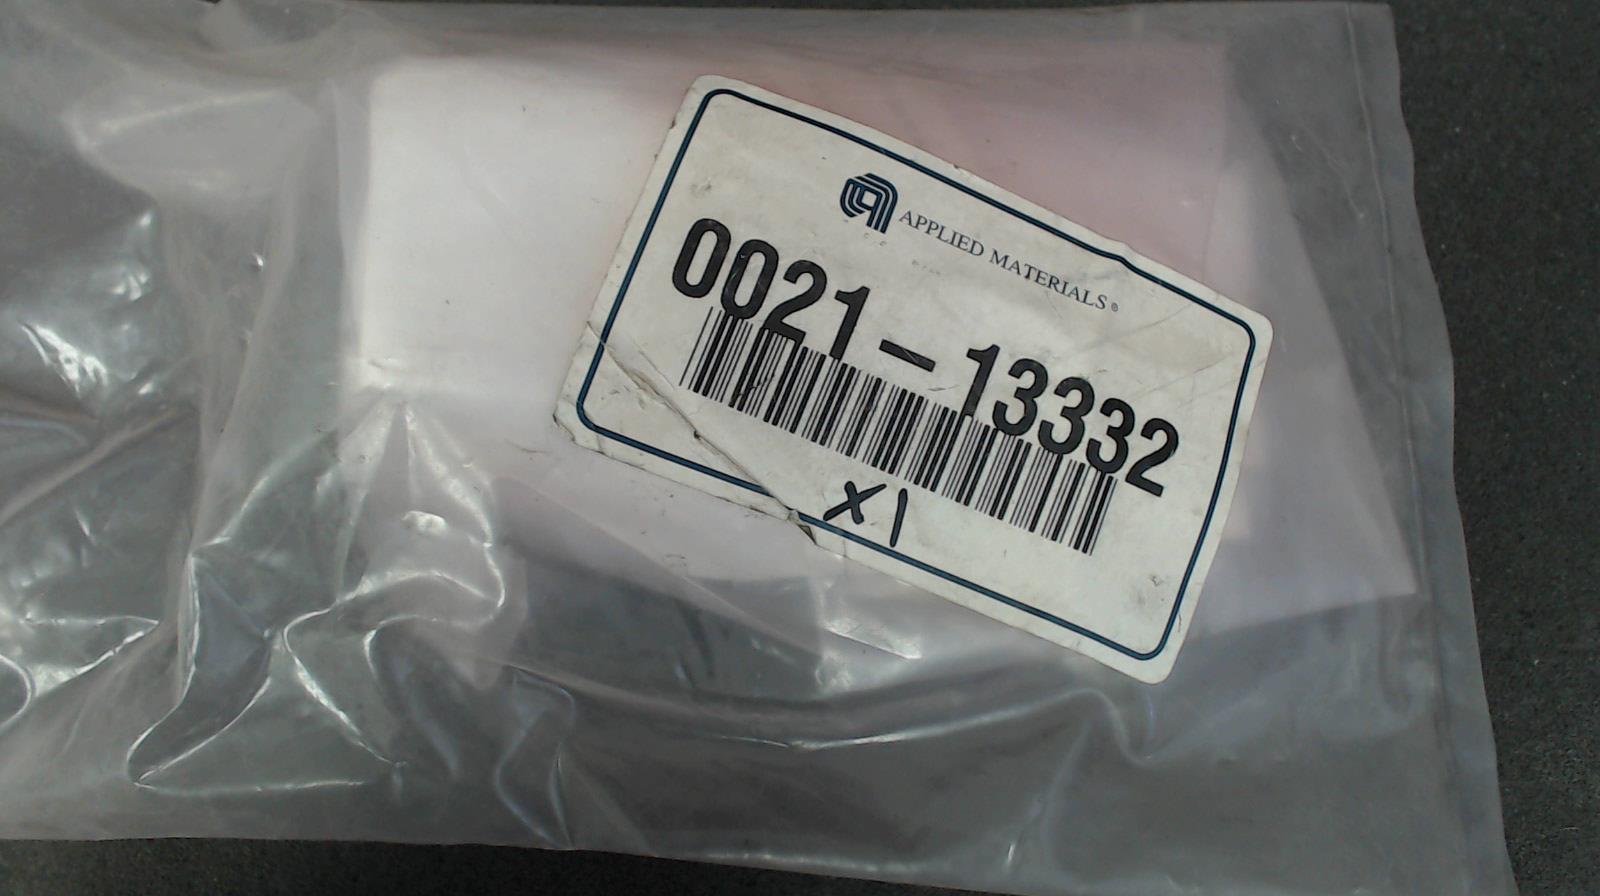 APPLIED MATERIALS®
0021-13332
x1